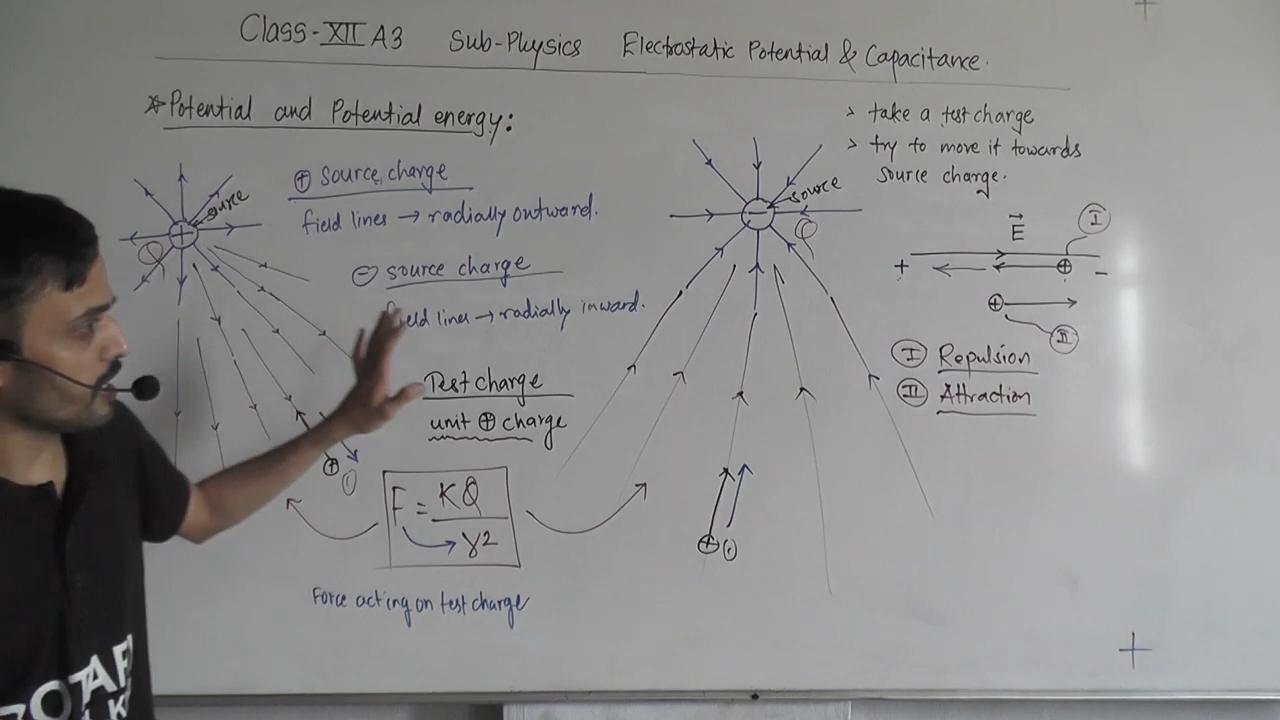 Class-XII A3 Sub-Physics Electrostatic Potential & Capacitance.
* Potential and Potential energy:
source
Q
⊕ source charge
field lines → radially outward.
⊖ source charge
field lines → radially inward.
Test charge
unit ⊕ charge
F = KQ
r²
Force acting on test charge
⊕ 1
source
Q
⊕ 1
> take a test charge
> try to move it towards
source charge.
E
I
+ ⊕ -
⊕
II
I Repulsion
II Attraction